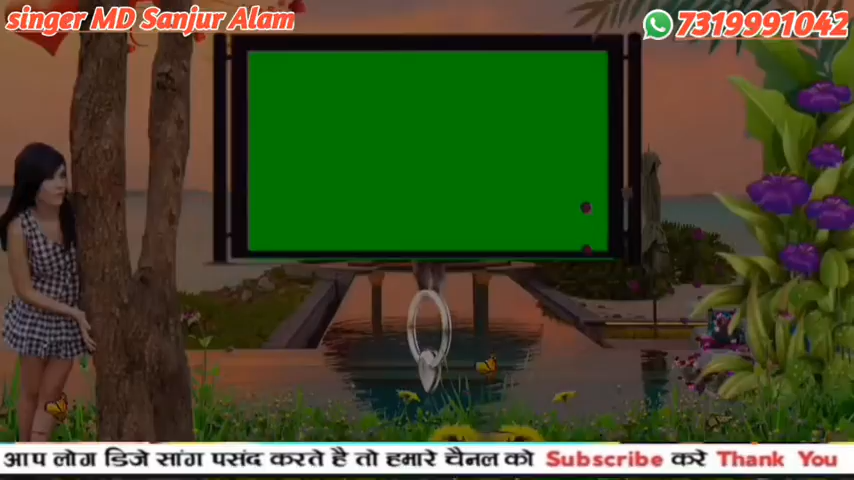 singer MD Sanjur Alam
7319991042
आप लोग डिजे सांग पसंद करते है तो हमारे चैनल को Subscribe करें Thank You